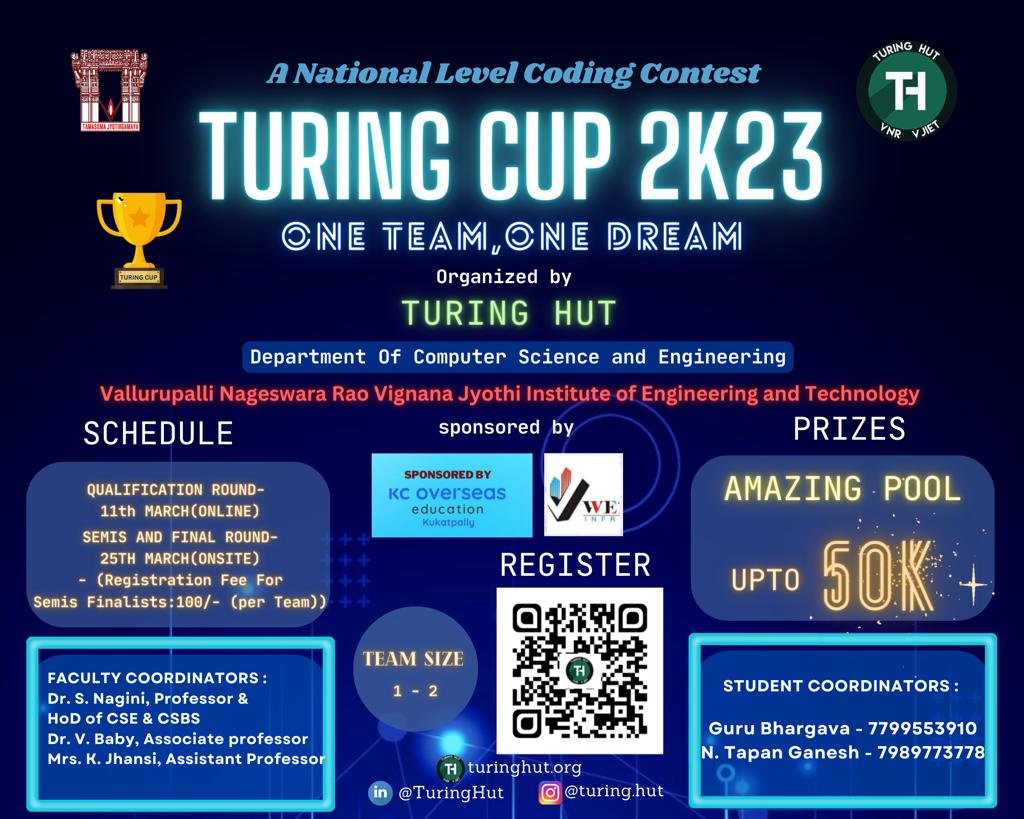 A National Level Coding Contest
TURING CUP 2K23
ONE TEAM,ONE DREAM
TAMASOMA JYOTIRGAMAYA
TURING HUT
TH
VNR VJIET
TURING CUP
Organized by
TURING HUT
Department Of Computer Science and Engineering
Vallurupalli Nageswara Rao Vignana Jyothi Institute of Engineering and Technology
SCHEDULE
QUALIFICATION ROUND-
11th MARCH(ONLINE)
SEMIS AND FINAL ROUND-
25TH MARCH(ONSITE)
- (Registration Fee For
Semis Finalists:100/- (per Team))
sponsored by
SPONSORED BY
KC overseas
education
Kukatpally
WE
INFR
PRIZES
AMAZING POOL
UPTO 50K
REGISTER
TH
TEAM SIZE
1 - 2
FACULTY COORDINATORS :
Dr. S. Nagini, Professor &
HoD of CSE & CSBS
Dr. V. Baby, Associate professor
Mrs. K. Jhansi, Assistant Professor
STUDENT COORDINATORS :
Guru Bhargava - 7799553910
N. Tapan Ganesh - 7989773778
TH turinghut.org
in @TuringHut @turing.hut